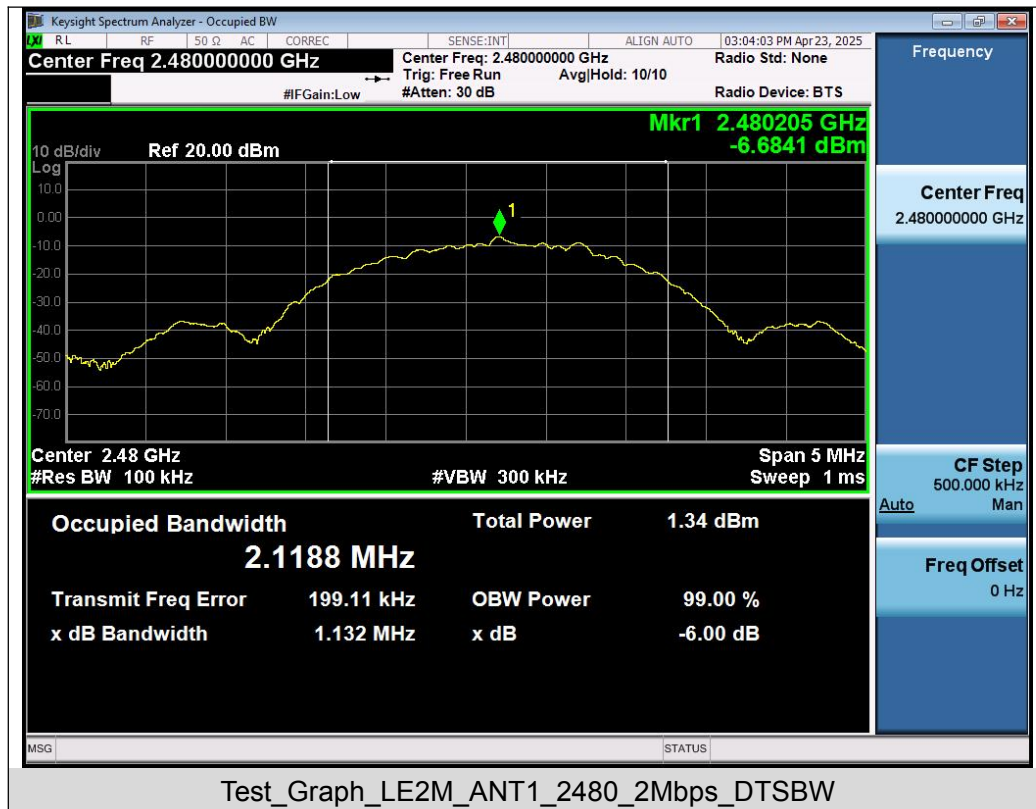 Keysight Spectrum Analyzer - Occupied BW
LXI RL RF 50 Ω AC CORREC SENSE:INT ALIGN AUTO 03:04:03 PM Apr 23, 2025
Center Freq 2.480000000 GHz
Center Freq: 2.480000000 GHz
Radio Std: None
Trig: Free Run Avg|Hold: 10/10
#IFGain:Low
#Atten: 30 dB
Radio Device: BTS
Frequency
Mkr1 2.480205 GHz
-6.6841 dBm
10 dB/div Ref 20.00 dBm
Log
10.0
0.00
-10.0
-20.0
-30.0
-40.0
-50.0
-60.0
-70.0
1
Center 2.48 GHz Span 5 MHz
#Res BW 100 kHz #VBW 300 kHz Sweep 1 ms
Center Freq
2.480000000 GHz
CF Step
500.000 kHz
Auto Man
Freq Offset
0 Hz
Occupied Bandwidth Total Power 1.34 dBm
2.1188 MHz
Transmit Freq Error 199.11 kHz OBW Power 99.00 %
x dB Bandwidth 1.132 MHz x dB -6.00 dB
MSG STATUS
Test_Graph_LE2M_ANT1_2480_2Mbps_DTSBW